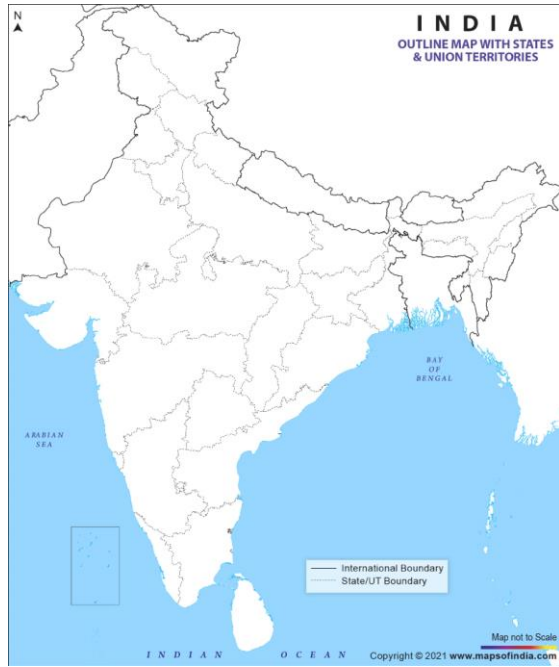 N
INDIA
OUTLINE MAP WITH STATES
& UNION TERRITORIES
BAY
OF
BENGAL
ARABIAN
SEA
International Boundary
State/UT Boundary
Map not to Scale
INDIAN OCEAN
Copyright © 2021 www.mapsofindia.com